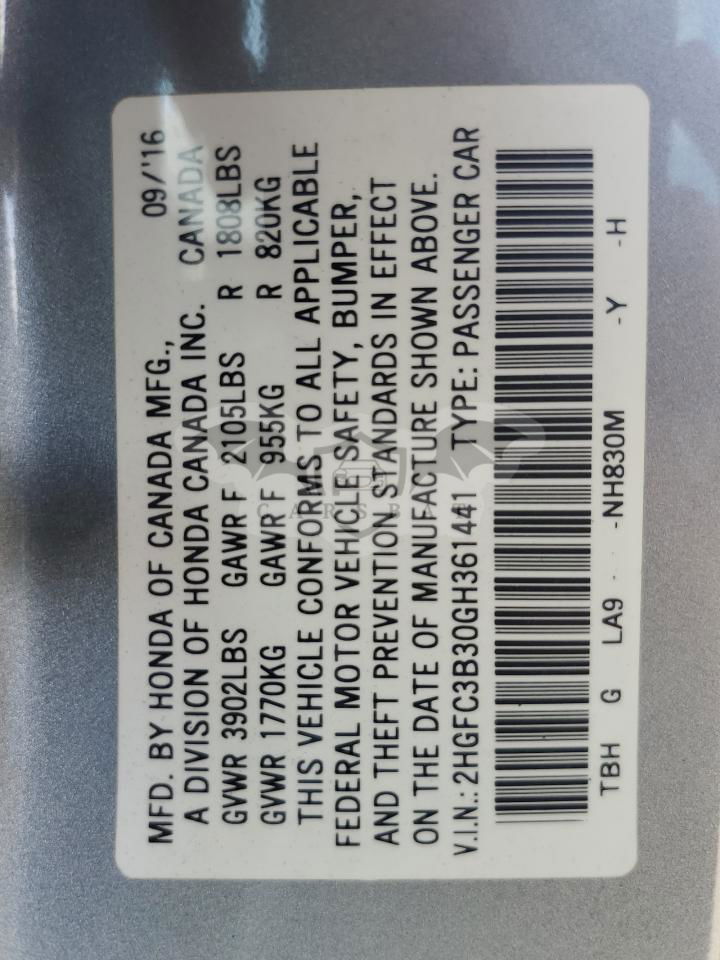 MFD. BY HONDA OF CANADA MFG., 09/'16
A DIVISION OF HONDA CANADA INC. CANADA
GVWR 3902LBS GAWR F 2105LBS R 1808LBS
GVWR 1770KG GAWR F 955KG R 820KG
THIS VEHICLE CONFORMS TO ALL APPLICABLE
FEDERAL MOTOR VEHICLE SAFETY, BUMPER,
AND THEFT PREVENTION STANDARDS IN EFFECT
ON THE DATE OF MANUFACTURE SHOWN ABOVE.
V.I.N.: 2HGFC3B30GH361441 TYPE: PASSENGER CAR
TBH G LA9 - -NH830M -Y -H
CARSBAT